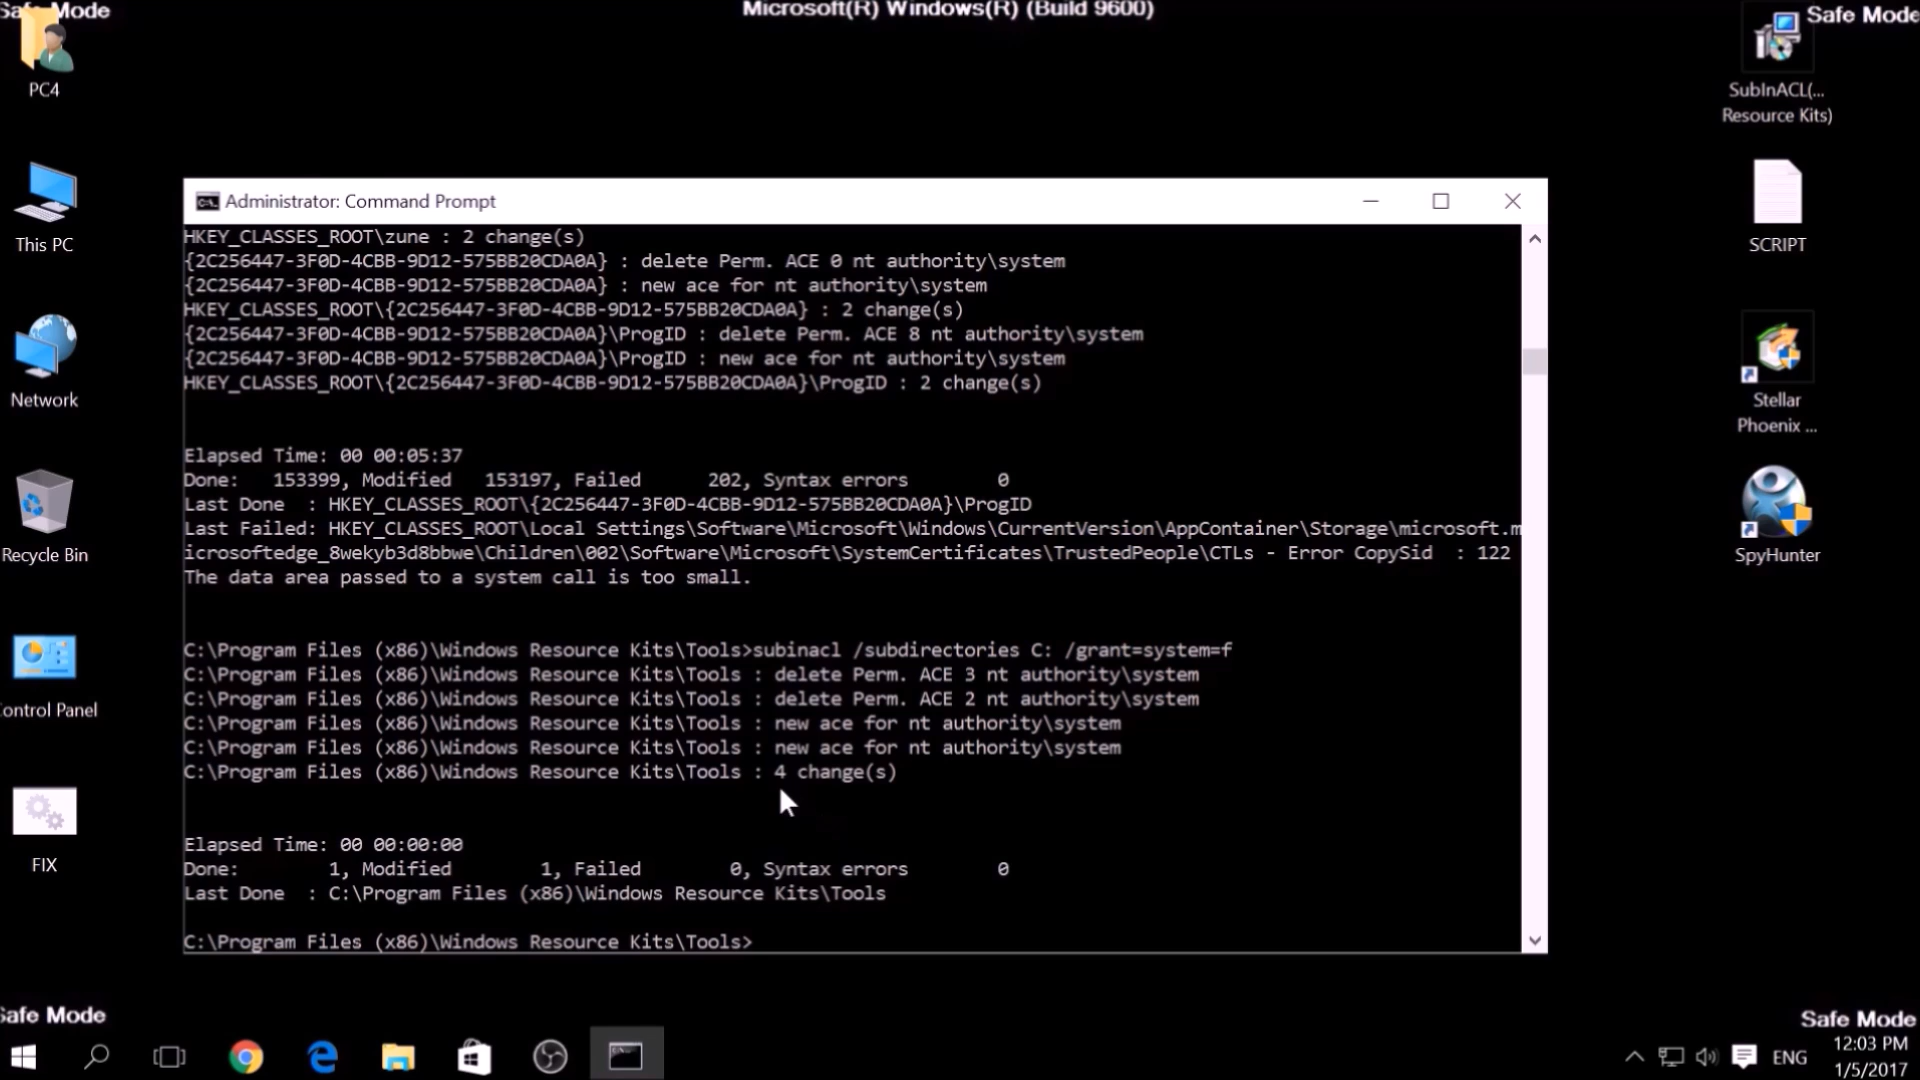 Safe Mode
Microsoft(R) Windows(R) (Build 9600)
Safe Mode
PC4
This PC
Network
Recycle Bin
Control Panel
FIX
SubInACL(...
Resource Kits)
SCRIPT
Stellar
Phoenix ...
SpyHunter
Administrator: Command Prompt
HKEY_CLASSES_ROOT\zune : 2 change(s)
{2C256447-3F0D-4CBB-9D12-575BB20CDA0A} : delete Perm. ACE 0 nt authority\system
{2C256447-3F0D-4CBB-9D12-575BB20CDA0A} : new ace for nt authority\system
HKEY_CLASSES_ROOT\{2C256447-3F0D-4CBB-9D12-575BB20CDA0A} : 2 change(s)
{2C256447-3F0D-4CBB-9D12-575BB20CDA0A}\ProgID : delete Perm. ACE 8 nt authority\system
{2C256447-3F0D-4CBB-9D12-575BB20CDA0A}\ProgID : new ace for nt authority\system
HKEY_CLASSES_ROOT\{2C256447-3F0D-4CBB-9D12-575BB20CDA0A}\ProgID : 2 change(s)
Elapsed Time: 00 00:05:37
Done: 153399, Modified 153197, Failed 202, Syntax errors 0
Last Done : HKEY_CLASSES_ROOT\{2C256447-3F0D-4CBB-9D12-575BB20CDA0A}\ProgID
Last Failed: HKEY_CLASSES_ROOT\Local Settings\Software\Microsoft\Windows\CurrentVersion\AppContainer\Storage\microsoft.m
icrosoftedge_8wekyb3d8bbwe\Children\002\Software\Microsoft\SystemCertificates\TrustedPeople\CTLs - Error CopySid : 122
The data area passed to a system call is too small.
C:\Program Files (x86)\Windows Resource Kits\Tools>subinacl /subdirectories C: /grant=system=f
C:\Program Files (x86)\Windows Resource Kits\Tools : delete Perm. ACE 3 nt authority\system
C:\Program Files (x86)\Windows Resource Kits\Tools : delete Perm. ACE 2 nt authority\system
C:\Program Files (x86)\Windows Resource Kits\Tools : new ace for nt authority\system
C:\Program Files (x86)\Windows Resource Kits\Tools : new ace for nt authority\system
C:\Program Files (x86)\Windows Resource Kits\Tools : 4 change(s)
Elapsed Time: 00 00:00:00
Done: 1, Modified 1, Failed 0, Syntax errors 0
Last Done : C:\Program Files (x86)\Windows Resource Kits\Tools
C:\Program Files (x86)\Windows Resource Kits\Tools>
Safe Mode
Safe Mode
ENG
12:03 PM
1/5/2017